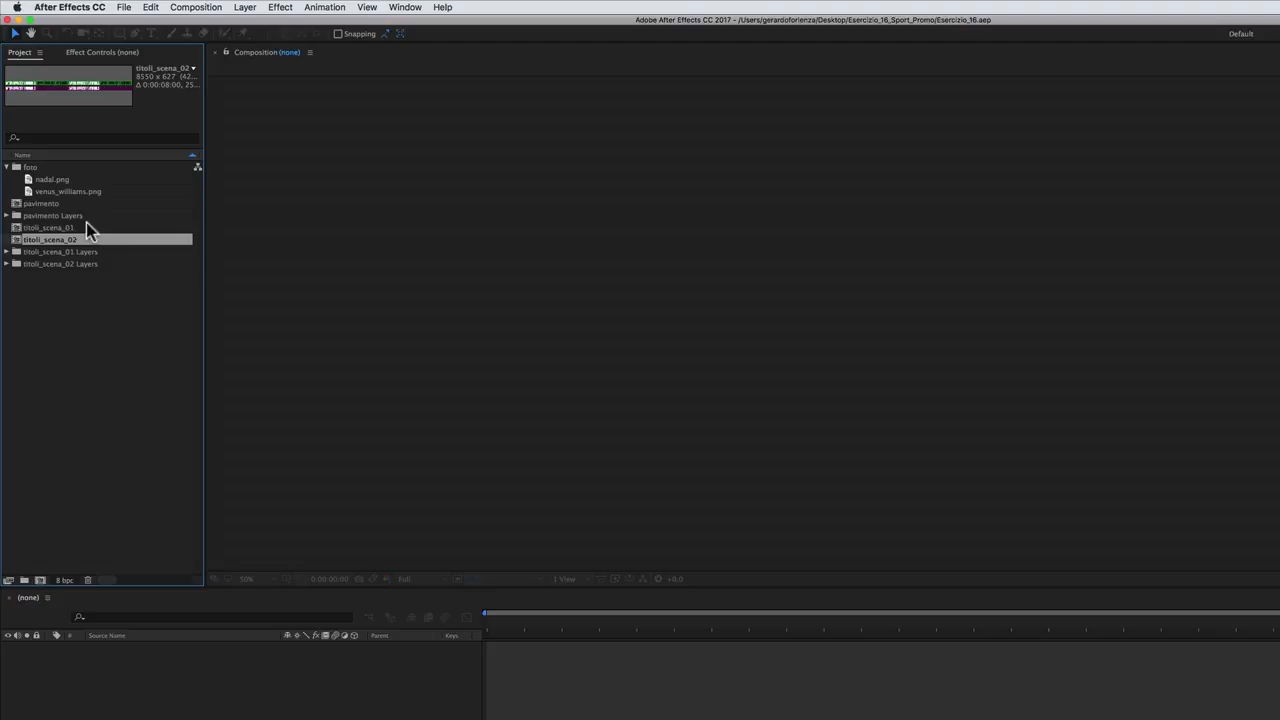 After Effects CC File Edit Composition Layer Effect Animation View Window Help
Adobe After Effects CC 2017 - /Users/gerardoforlenza/Desktop/Esercizio_16_Sport_Promo/Esercizio_16.aep
Snapping
Default
Project
Effect Controls (none)
Composition (none)
titoli_scena_02
8550 x 627 (42...
Δ 0:00:08:00, 25...
Name
foto
nadal.png
venus_williams.png
pavimento
pavimento Layers
titoli_scena_01
titoli_scena_02
titoli_scena_01 Layers
titoli_scena_02 Layers
8 bpc
50%
0:00:00:00
Full
1 View
+0.0
(none)
# Source Name
Parent
Keys